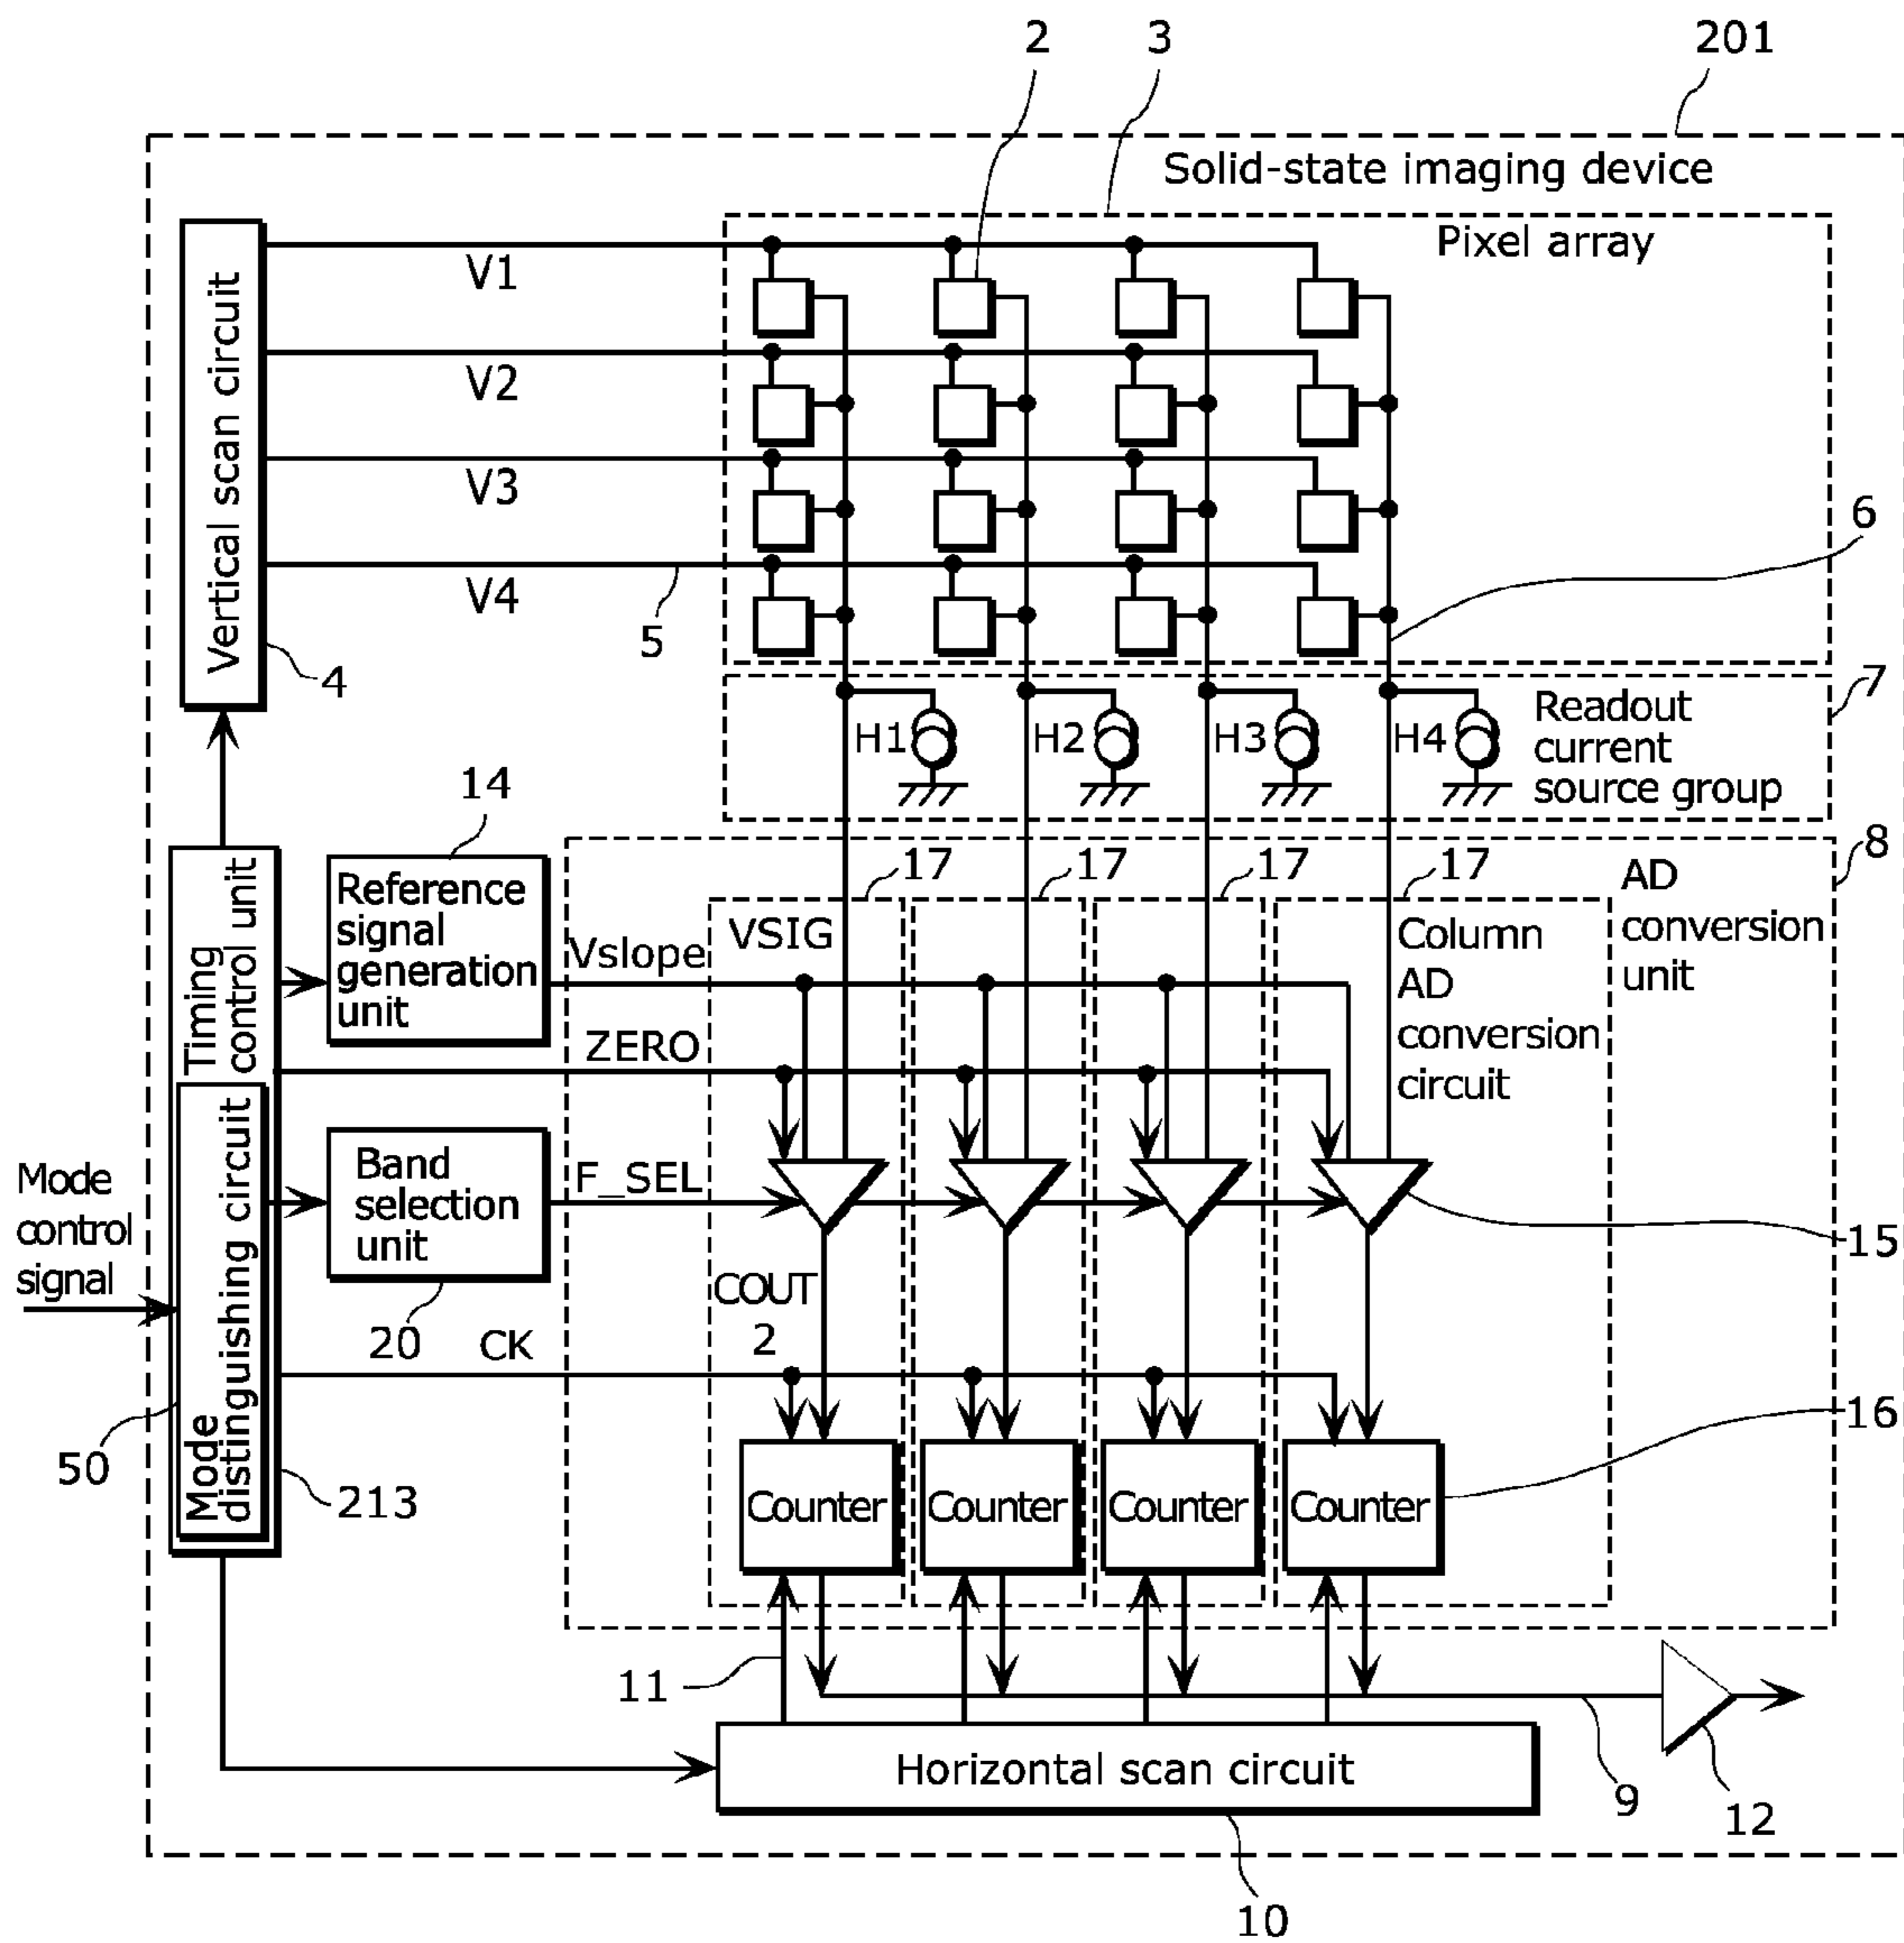 2
3
201
Solid-state imaging device
Pixel array
Vertical scan circuit
V1
V2
V3
V4
5
4
6
7
H1
H2
H3
H4
Readout
current
source group
14
8
17
17
17
17
AD
conversion
unit
Timing
control unit
Reference
signal
generation
unit
Vslope
VSIG
Column
AD
conversion
circuit
ZERO
Mode
control
signal
Mode
distinguishing circuit
Band
selection
unit
F_SEL
15
20
COUT
2
CK
50
213
16
Counter
Counter
Counter
Counter
11
9
12
Horizontal scan circuit
10